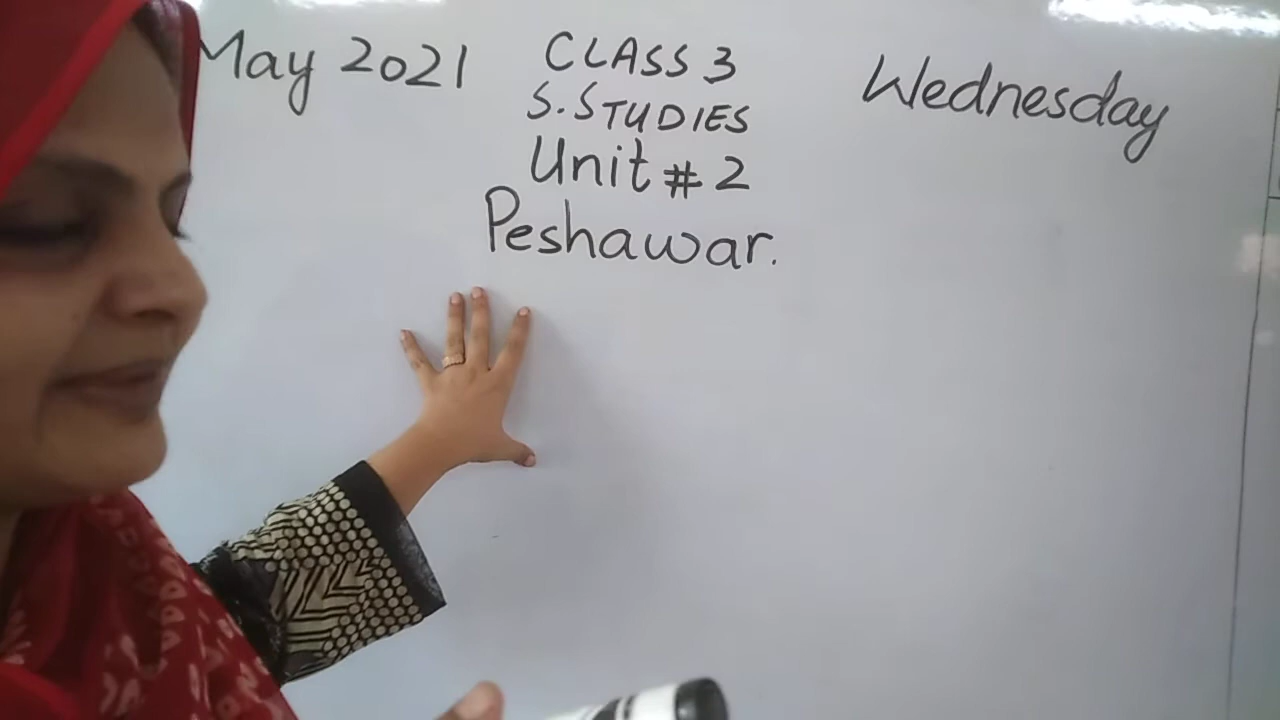 May 2021
CLASS 3
Wednesday
S.STUDIES
Unit # 2
Peshawar.